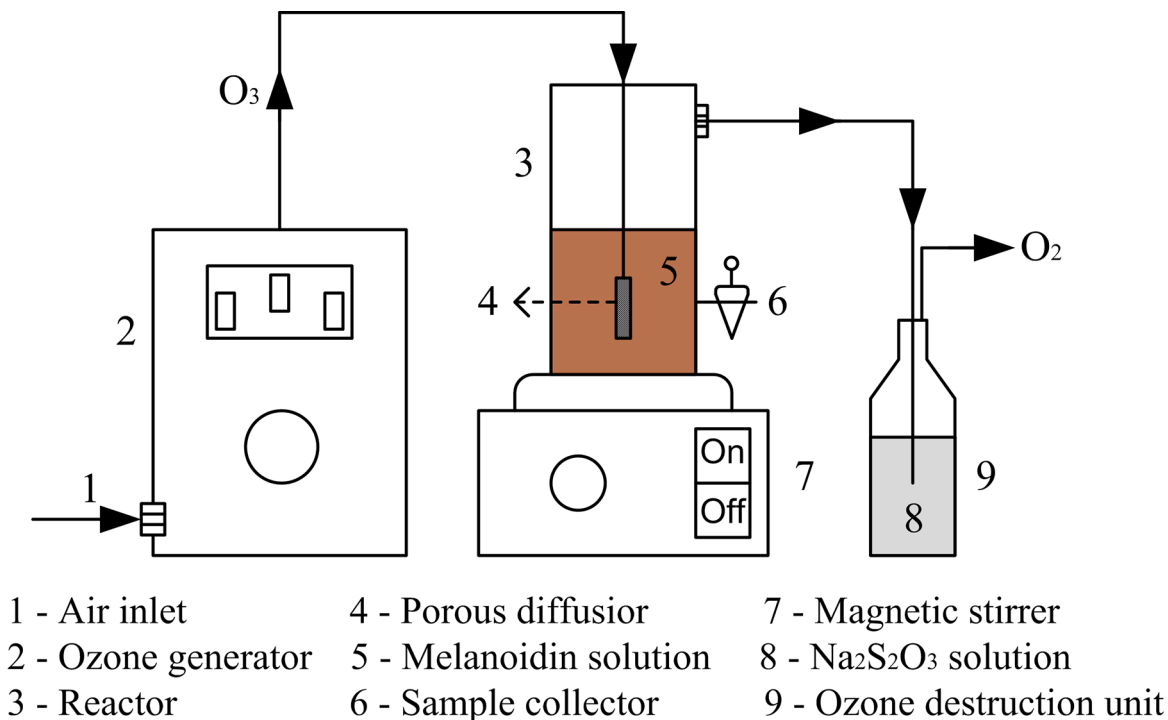 O3
3
O2
5
4
6
2
On
1
7
9
Off
8
1 - Air inlet
4 - Porous diffusior
7 - Magnetic stirrer
2 - Ozone generator
5 - Melanoidin solution
8 - Na2S2O3 solution
3 - Reactor
6 - Sample collector
9 - Ozone destruction unit